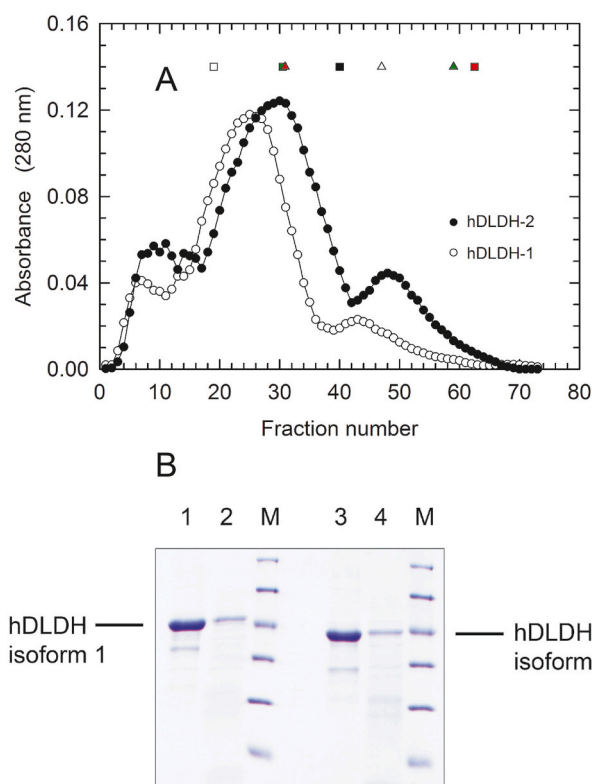 0.16
0.12
0.08
0.04
0.00
Absorbance (280 nm)
A
hDLDH-2
hDLDH-1
0 10 20 30 40 50 60 70 80
Fraction number
B
1 2 M 3 4 M
hDLDH
isoform 1
hDLDH
isoform